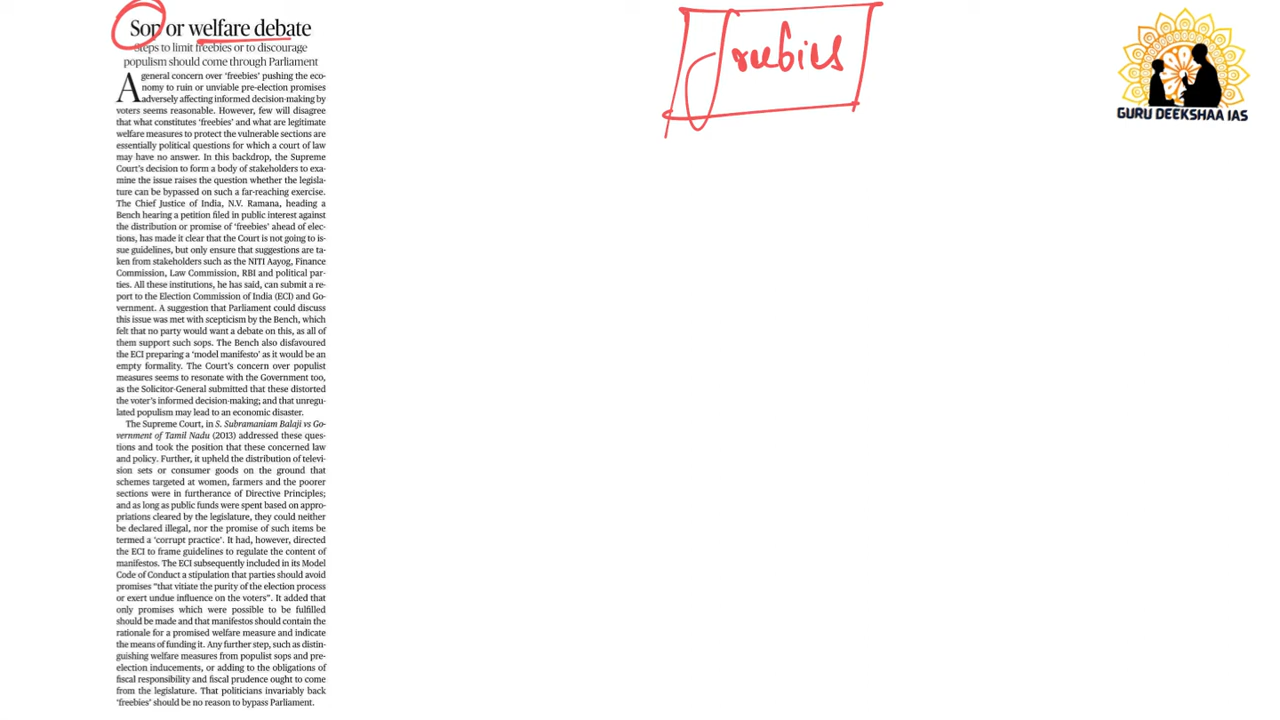 Sop or welfare debate
Steps to limit freebies or to discourage
populism should come through Parliament
A general concern over ‘freebies’ pushing the eco-
nomy to ruin or unviable pre-election promises
adversely affecting informed decision-making by
voters seems reasonable. However, few will disagree
that what constitutes ‘freebies’ and what are legitimate
welfare measures to protect the vulnerable sections are
essentially political questions for which a court of law
may have no answer. In this backdrop, the Supreme
Court’s decision to form a body of stakeholders to exa-
mine the issue raises the question whether the legisla-
ture can be bypassed on such a far-reaching exercise.
The Chief Justice of India, N.V. Ramana, heading a
Bench hearing a petition filed in public interest against
the distribution or promise of ‘freebies’ ahead of elec-
tions, has made it clear that the Court is not going to is-
sue guidelines, but only ensure that suggestions are ta-
ken from stakeholders such as the NITI Aayog, Finance
Commission, Law Commission, RBI and political par-
ties. All these institutions, he has said, can submit a re-
port to the Election Commission of India (ECI) and Go-
vernment. A suggestion that Parliament could discuss
this issue was met with scepticism by the Bench, which
felt that no party would want a debate on this, as all of
them support such sops. The Bench also disfavoured
the ECI preparing a ‘model manifesto’ as it would be an
empty formality. The Court’s concern over populist
measures seems to resonate with the Government too,
as the Solicitor-General submitted that these distorted
the voter’s informed decision-making; and that unregu-
lated populism may lead to an economic disaster.
The Supreme Court, in S. Subramaniam Balaji vs Go-
vernment of Tamil Nadu (2013) addressed these ques-
tions and took the position that these concerned law
and policy. Further, it upheld the distribution of televi-
sion sets or consumer goods on the ground that
schemes targeted at women, farmers and the poorer
sections were in furtherance of Directive Principles;
and as long as public funds were spent based on appro-
priations cleared by the legislature, they could neither
be declared illegal, nor the promise of such items be
termed a ‘corrupt practice’. It had, however, directed
the ECI to frame guidelines to regulate the content of
manifestos. The ECI subsequently included in its Model
Code of Conduct a stipulation that parties should avoid
promises “that vitiate the purity of the election process
or exert undue influence on the voters”. It added that
only promises which were possible to be fulfilled
should be made and that manifestos should contain the
rationale for a promised welfare measure and indicate
the means of funding it. Any further step, such as distin-
guishing welfare measures from populist sops and pre-
election inducements, or adding to the obligations of
fiscal responsibility and fiscal prudence ought to come
from the legislature. That politicians invariably back
‘freebies’ should be no reason to bypass Parliament.
freebies
GURU DEEKSHAA IAS